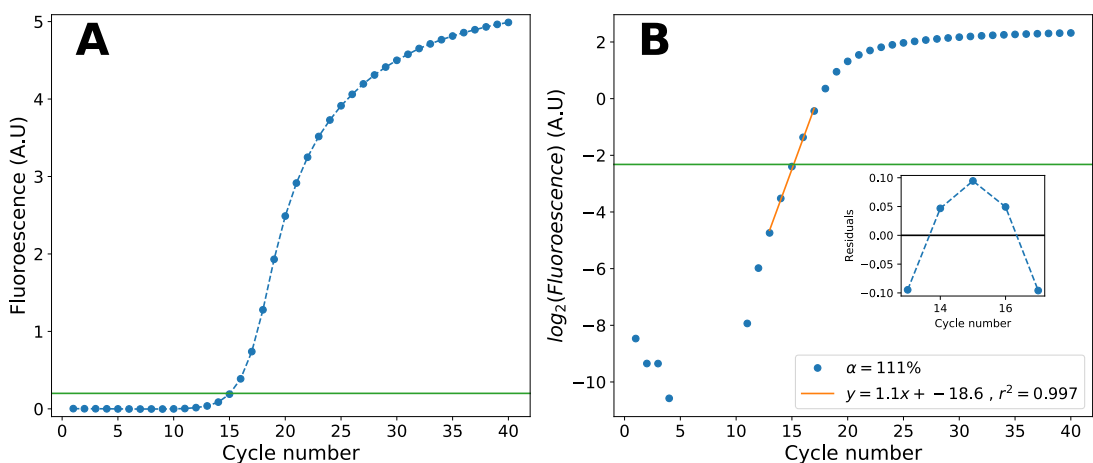 A
Fluoroescence (A.U)
5
4
3
2
1
0
0 5 10 15 20 25 30 35 40
Cycle number
B
log₂(Fluoroescence) (A.U)
2
0
−2
−4
−6
−8
−10
0 5 10 15 20 25 30 35 40
Cycle number
Residuals
0.10
0.05
0.00
−0.05
−0.10
14 16
Cycle number
α = 111%
y = 1.1x + −18.6 , r² = 0.997